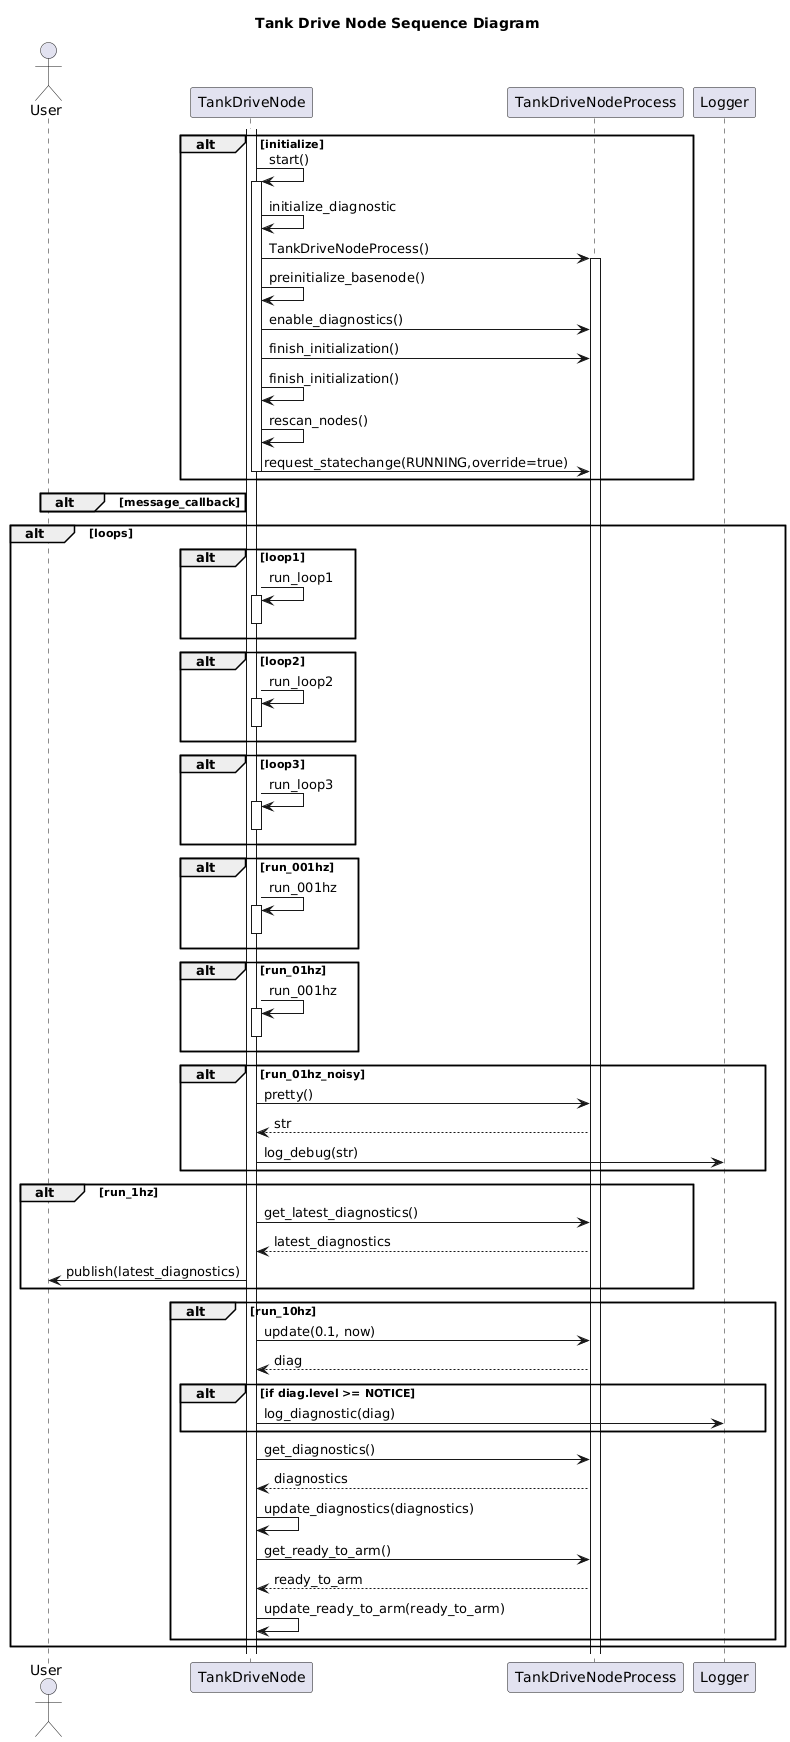 Tank Drive Node Sequence Diagram
User
TankDriveNode
TankDriveNodeProcess
Logger
alt [initialize]
start()
initialize_diagnostic
TankDriveNodeProcess()
preinitialize_basenode()
enable_diagnostics()
finish_initialization()
finish_initialization()
rescan_nodes()
request_statechange(RUNNING,override=true)
alt [message_callback]
alt [loops]
alt [loop1]
run_loop1
alt [loop2]
run_loop2
alt [loop3]
run_loop3
alt [run_001hz]
run_001hz
alt [run_01hz]
run_001hz
alt [run_01hz_noisy]
pretty()
str
log_debug(str)
alt [run_1hz]
get_latest_diagnostics()
latest_diagnostics
publish(latest_diagnostics)
alt [run_10hz]
update(0.1, now)
diag
alt [if diag.level >= NOTICE]
log_diagnostic(diag)
get_diagnostics()
diagnostics
update_diagnostics(diagnostics)
get_ready_to_arm()
ready_to_arm
update_ready_to_arm(ready_to_arm)
User
TankDriveNode
TankDriveNodeProcess
Logger